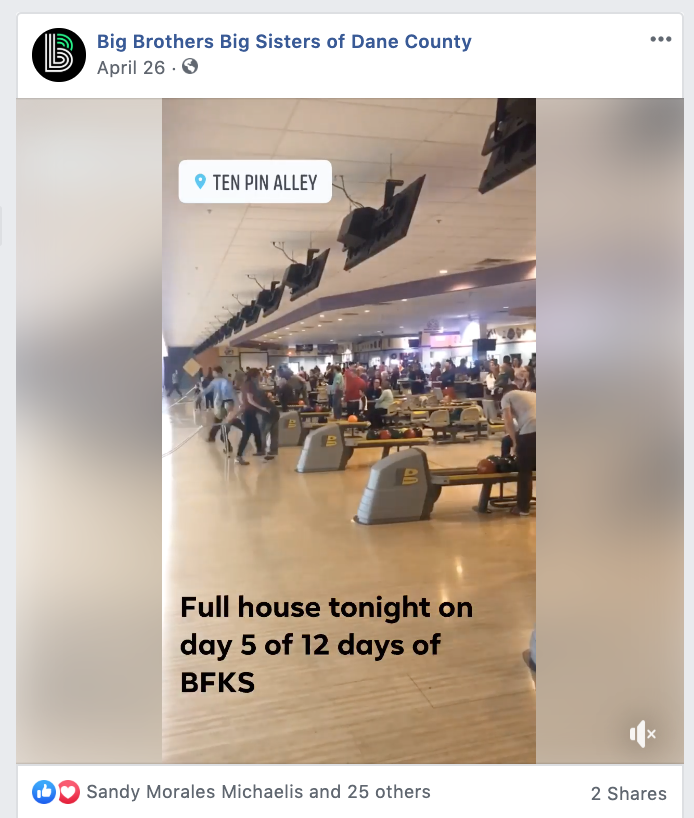 Big Brothers Big Sisters of Dane County
April 26 ·
TEN PIN ALLEY
Full house tonight on
day 5 of 12 days of
BFKS
Sandy Morales Michaelis and 25 others
2 Shares